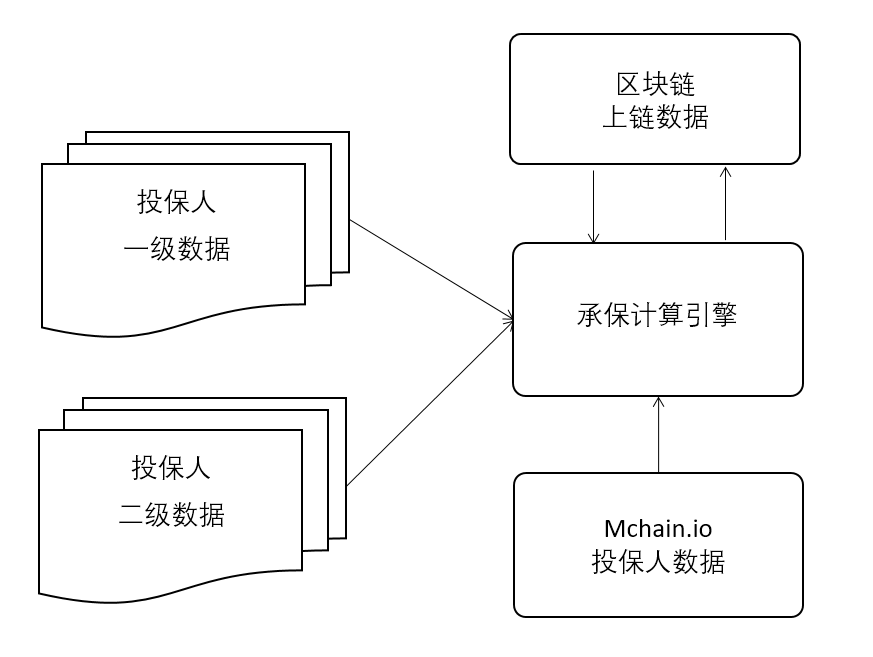 投保人
一级数据
投保人
二级数据
区块链
上链数据
承保计算引擎
Mchain.io
投保人数据